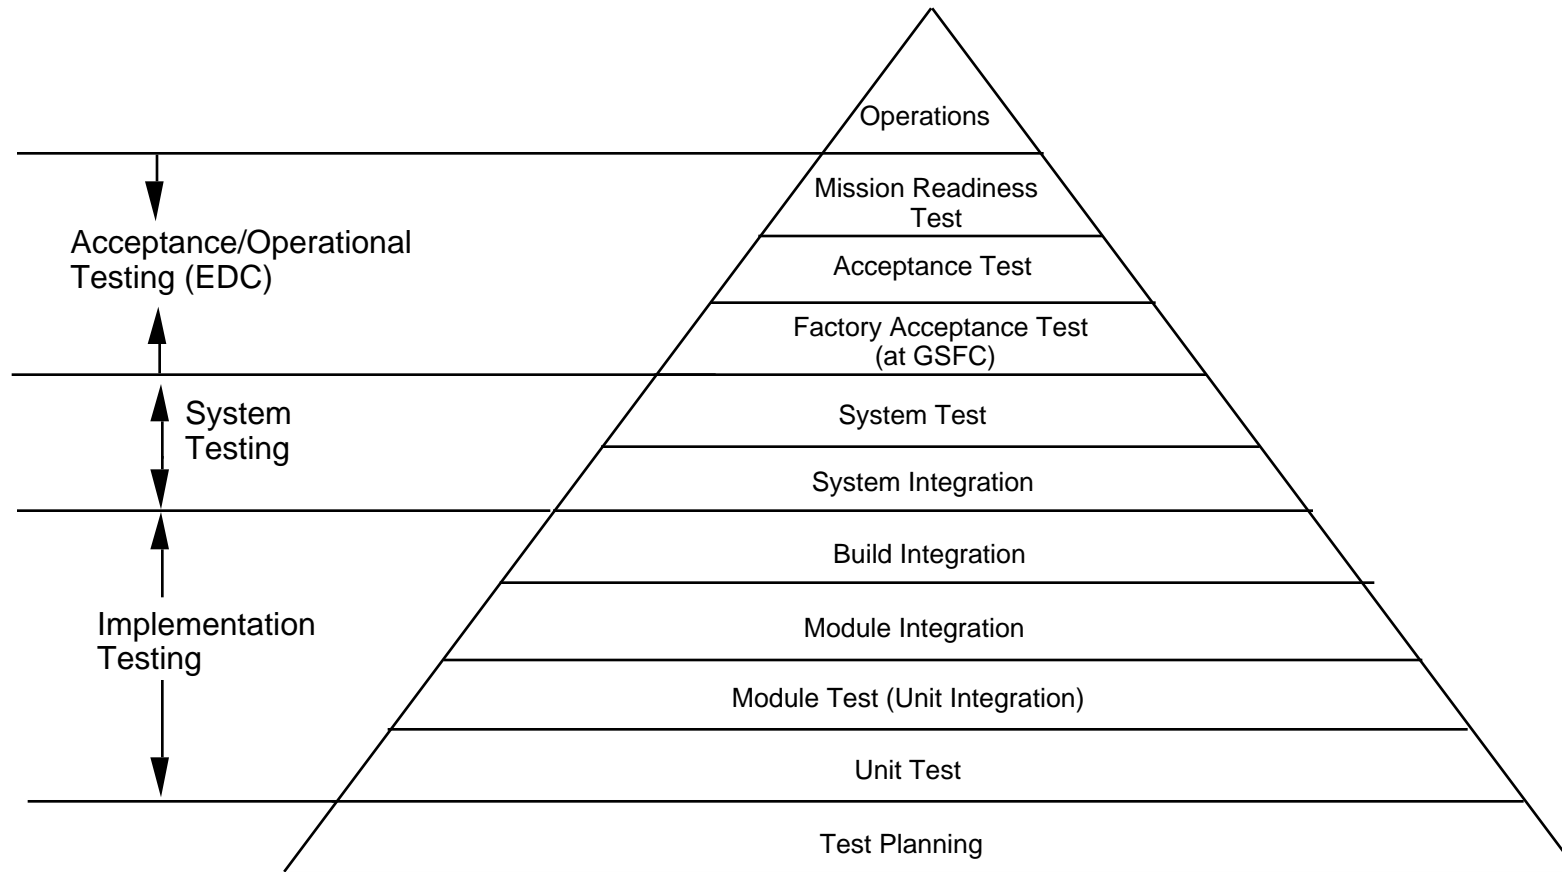 Operations
Mission Readiness
Test
Acceptance/Operational
Testing (EDC)
Acceptance Test
Factory Acceptance Test
(at GSFC)
System
Testing
System Test
System Integration
Implementation
Testing
Build Integration
Module Integration
Module Test (Unit Integration)
Unit Test
Test Planning